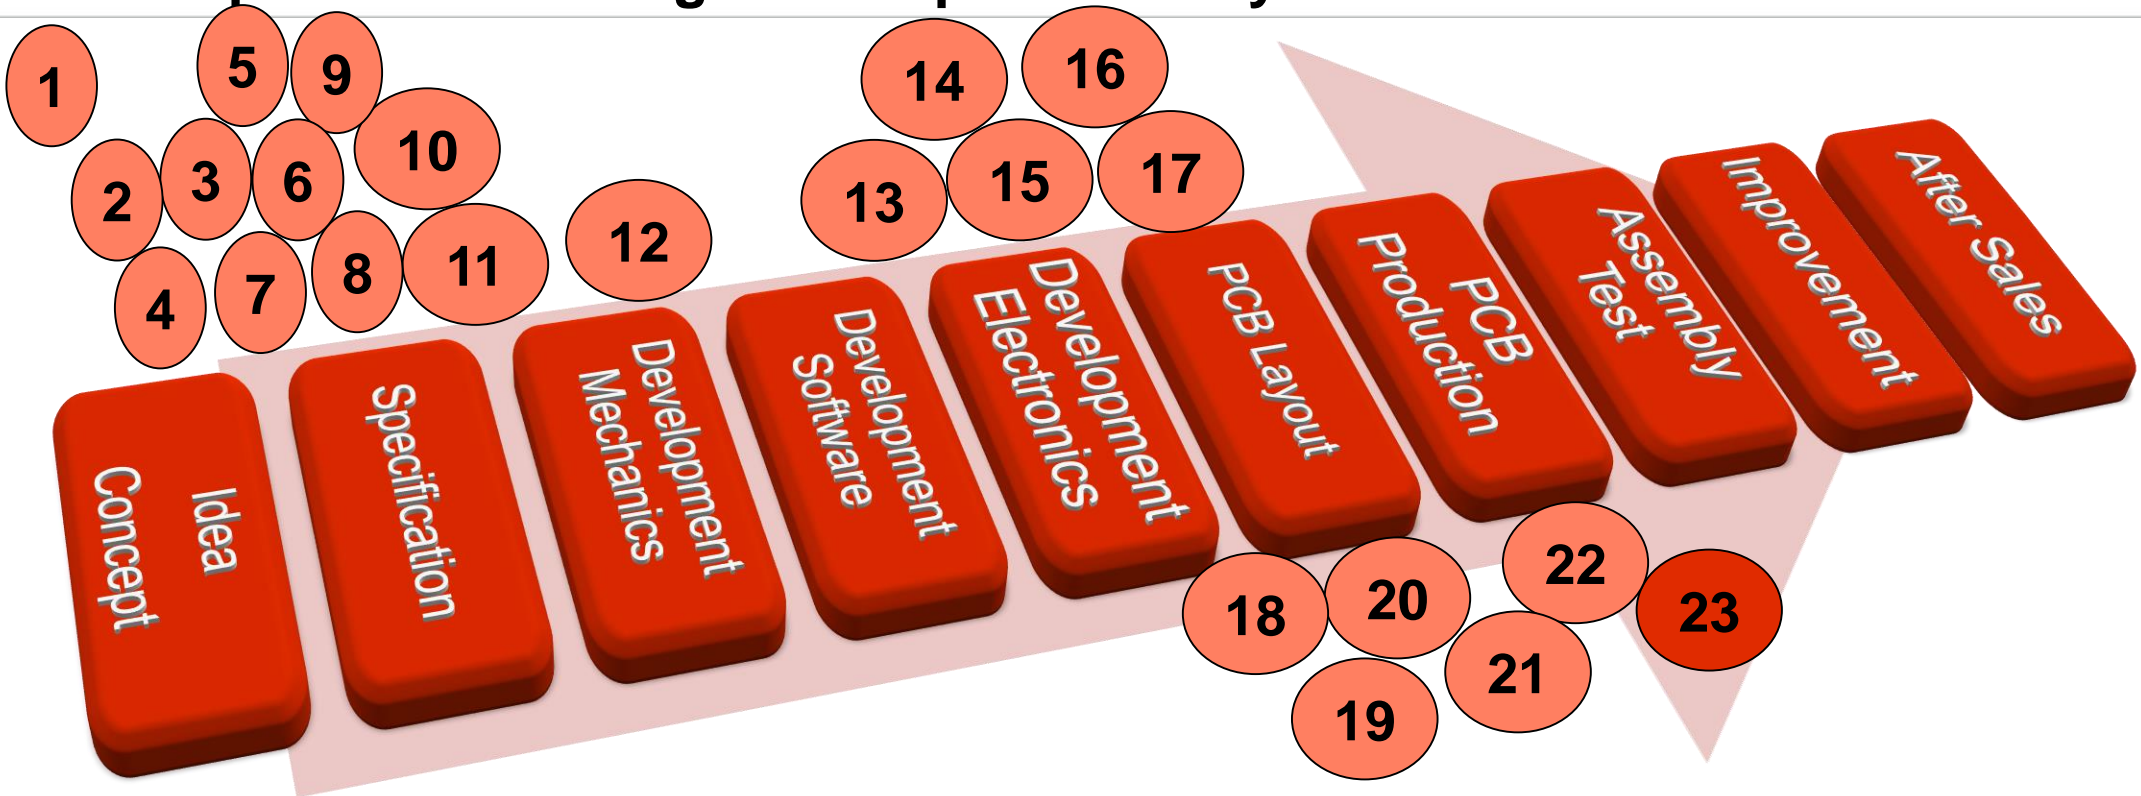 1
5
9
14
16
10
2
3
6
13
15
17
4
7
8
11
12
Idea
Concept
Specification
Development
Mechanics
Development
Software
Development
Electronics
PCB Layout
PCB
Production
Assembly
Test
Improvement
After Sales
18
20
22
23
19
21